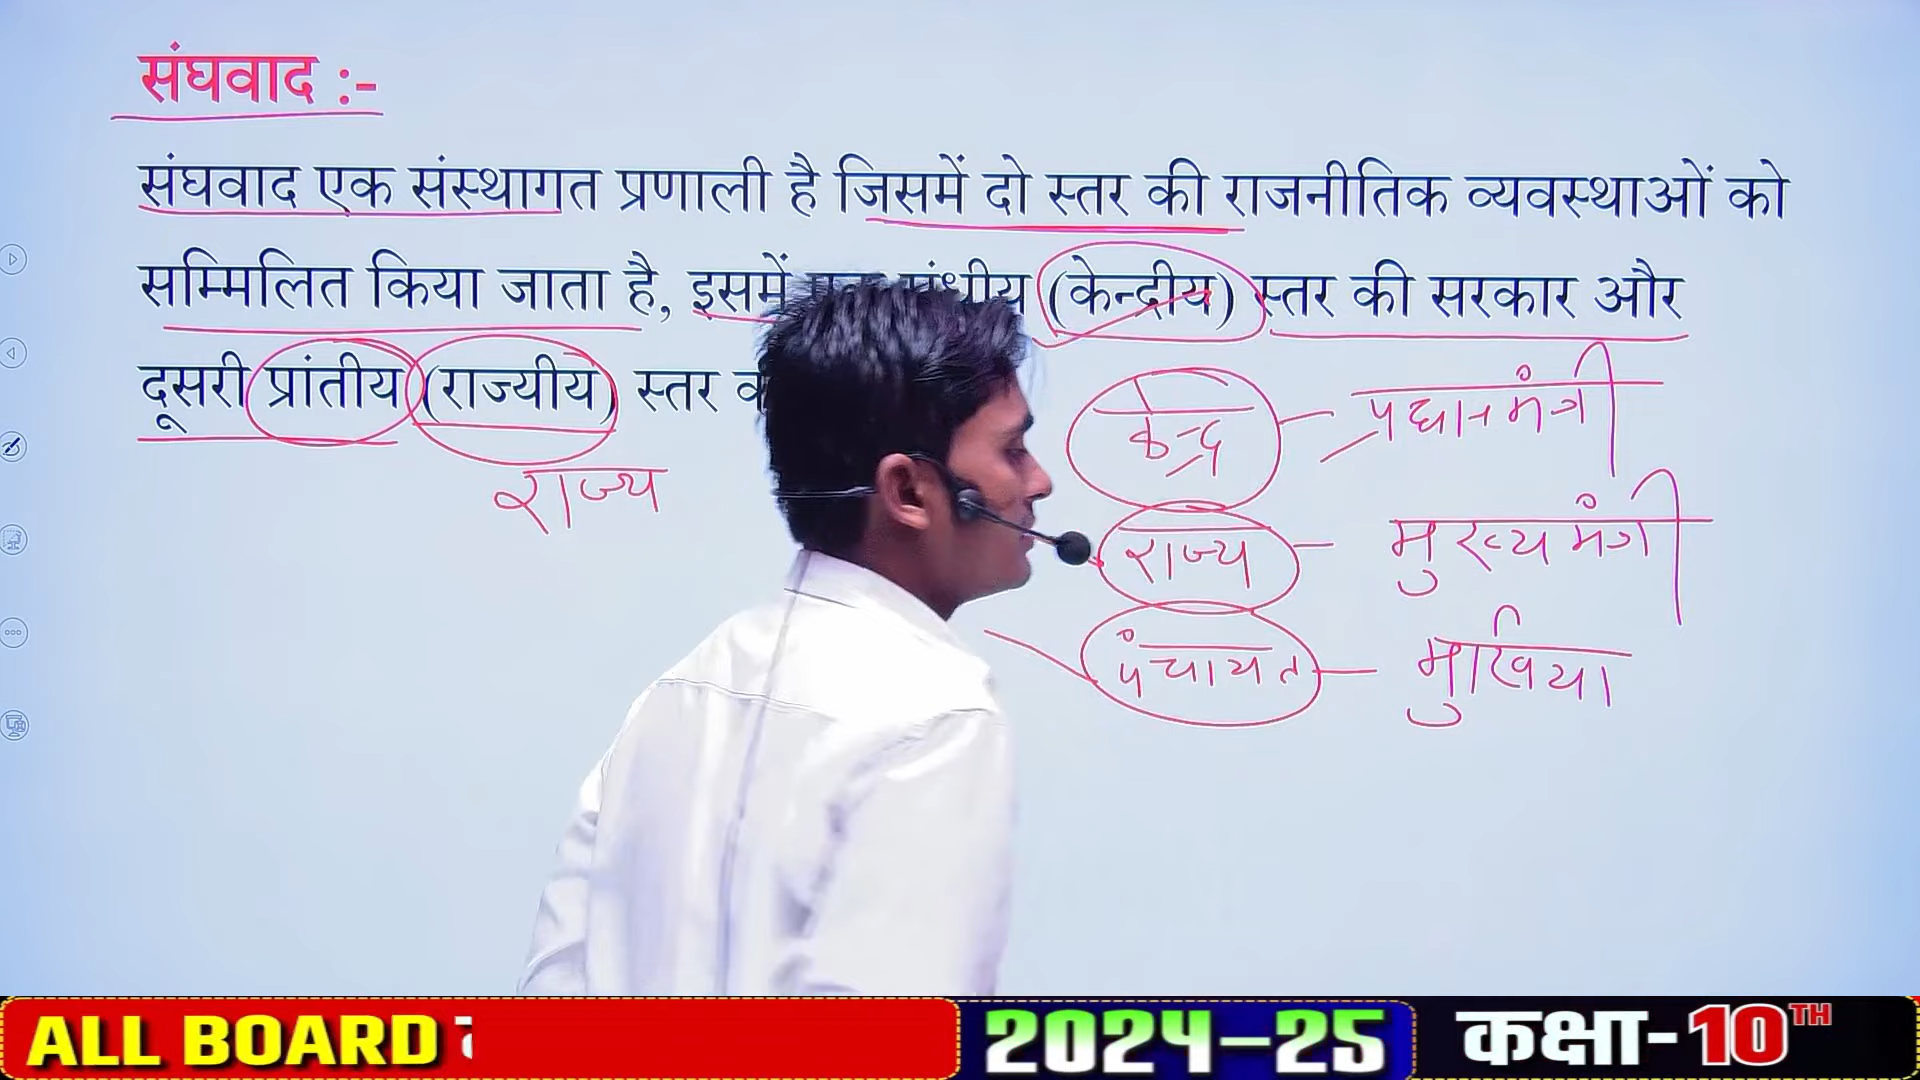 संघवाद :-
संघवाद एक संस्थागत प्रणाली है जिसमें दो स्तर की राजनीतिक व्यवस्थाओं को
सम्मिलित किया जाता है, इसमें संधीय (केन्द्रीय) स्तर की सरकार और
दूसरी प्रांतीय (राज्यीय) स्तर
राज्य
केन्द्र – प्रधानमंत्री
राज्य – मुख्यमंत्री
पंचायत – मुखिया
ALL BOARD
2024-25
कक्षा-10TH